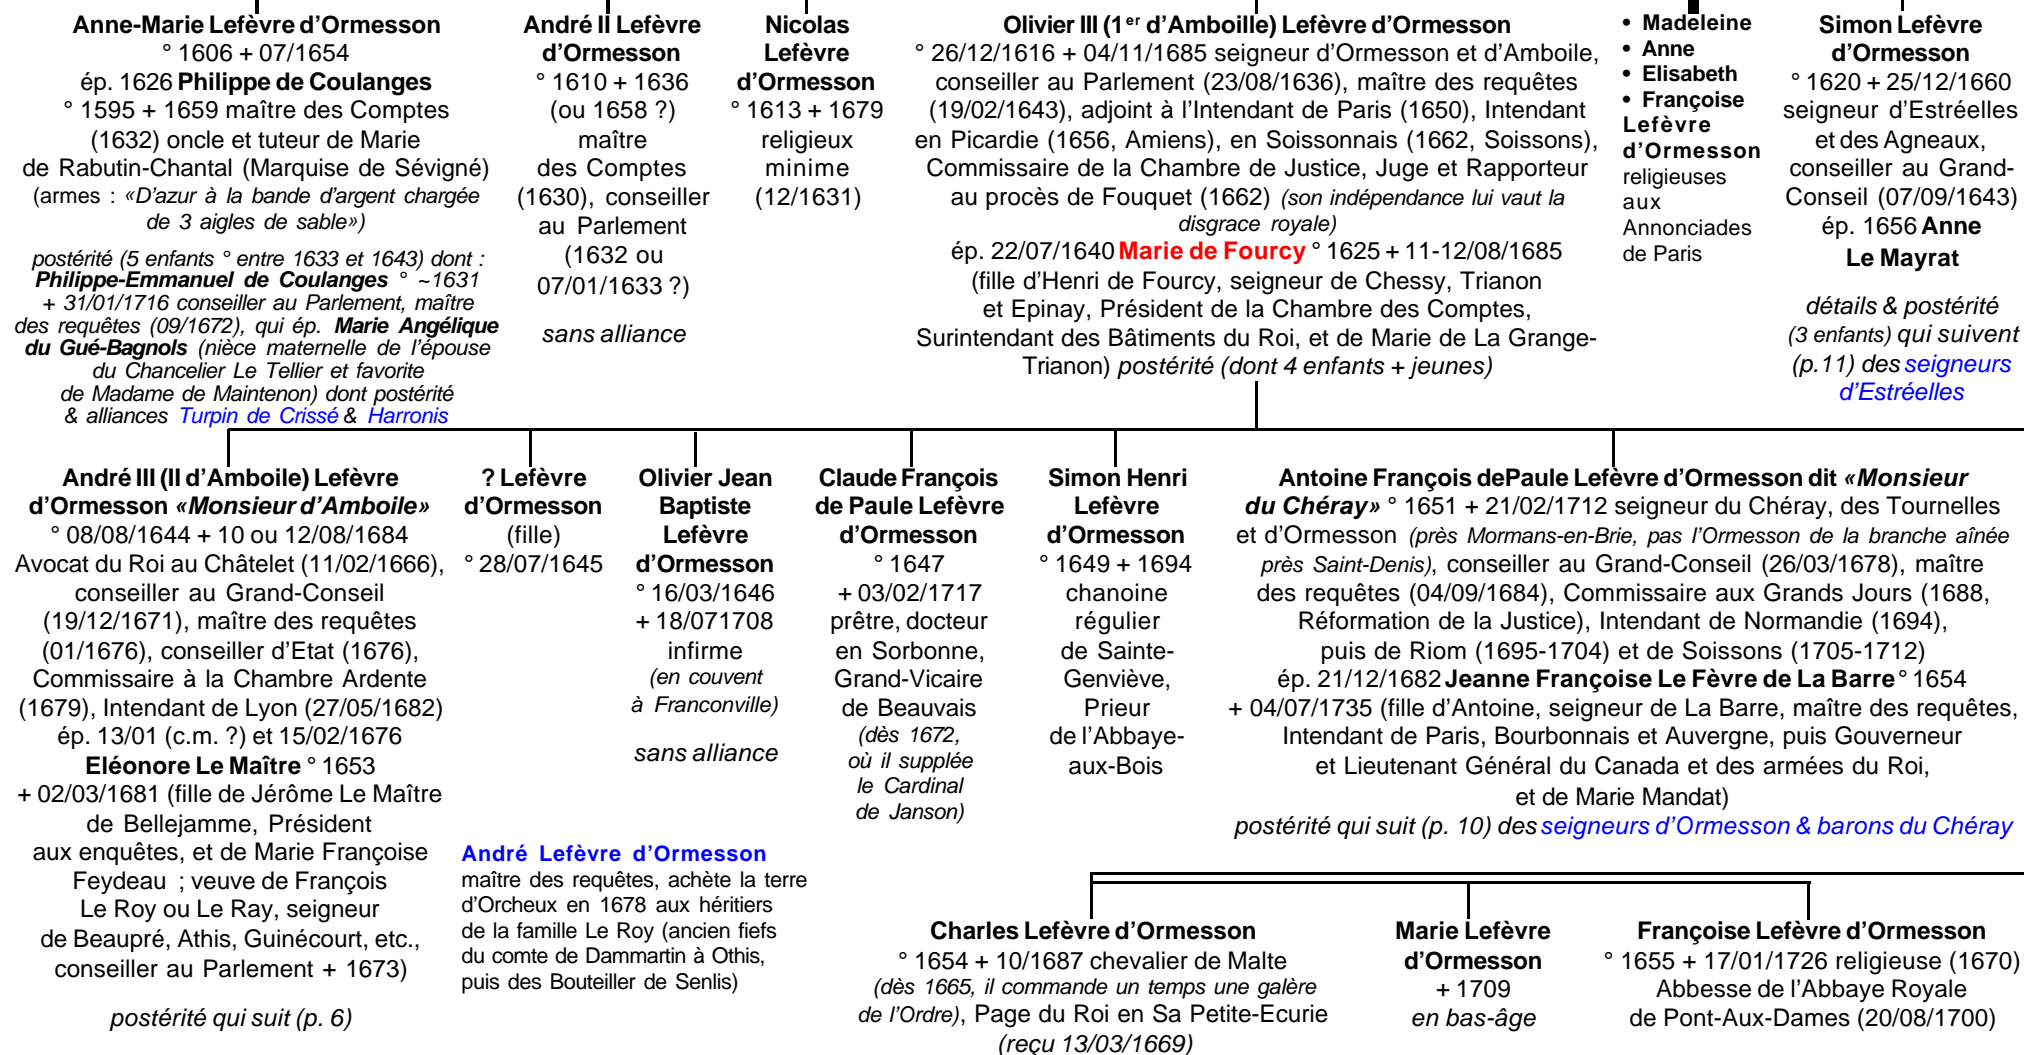 Anne-Marie Lefèvre d’Ormesson
° 1606 + 07/1654
ép. 1626 Philippe de Coulanges
° 1595 + 1659 maître des Comptes
(1632) oncle et tuteur de Marie
de Rabutin-Chantal (Marquise de Sévigné)
(armes : «D’azur à la bande d’argent chargée
de 3 aigles de sable»)
postérité (5 enfants ° entre 1633 et 1643) dont :
Philippe-Emmanuel de Coulanges ° ~1631
+ 31/01/1716 conseiller au Parlement, maître
des requêtes (09/1672), qui ép. Marie Angélique
du Gué-Bagnols (nièce maternelle de l’épouse
du Chancelier Le Tellier et favorite
de Madame de Maintenon) dont postérité
& alliances Turpin de Crissé & Harronis
André II Lefèvre
d’Ormesson
° 1610 + 1636
(ou 1658 ?)
maître
des Comptes
(1630), conseiller
au Parlement
(1632 ou
07/01/1633 ?)
sans alliance
Nicolas
Lefèvre
d’Ormesson
° 1613 + 1679
religieux
minime
(12/1631)
Olivier III (1er d’Amboille) Lefèvre d’Ormesson
° 26/12/1616 + 04/11/1685 seigneur d’Ormesson et d’Amboile,
conseiller au Parlement (23/08/1636), maître des requêtes
(19/02/1643), adjoint à l’Intendant de Paris (1650), Intendant
en Picardie (1656, Amiens), en Soissonnais (1662, Soissons),
Commissaire de la Chambre de Justice, Juge et Rapporteur
au procès de Fouquet (1662) (son indépendance lui vaut la
disgrace royale)
ép. 22/07/1640 Marie de Fourcy ° 1625 + 11-12/08/1685
(fille d’Henri de Fourcy, seigneur de Chessy, Trianon
et Epinay, Président de la Chambre des Comptes,
Surintendant des Bâtiments du Roi, et de Marie de La Grange-
Trianon) postérité (dont 4 enfants + jeunes)
• Madeleine
• Anne
• Elisabeth
• Françoise
Lefèvre
d’Ormesson
religieuses
aux
Annonciades
de Paris
Simon Lefèvre
d’Ormesson
° 1620 + 25/12/1660
seigneur d’Estréelles
et des Agneaux,
conseiller au Grand-
Conseil (07/09/1643)
ép. 1656 Anne
Le Mayrat
détails & postérité
(3 enfants) qui suivent
(p.11) des seigneurs
d’Estréelles
André III (II d’Amboile) Lefèvre
d’Ormesson «Monsieur d’Amboile»
° 08/08/1644 + 10 ou 12/08/1684
Avocat du Roi au Châtelet (11/02/1666),
conseiller au Grand-Conseil
(19/12/1671), maître des requêtes
(01/1676), conseiller d’Etat (1676),
Commissaire à la Chambre Ardente
(1679), Intendant de Lyon (27/05/1682)
ép. 13/01 (c.m. ?) et 15/02/1676
Eléonore Le Maître ° 1653
+ 02/03/1681 (fille de Jérôme Le Maître
de Bellejamme, Président
aux enquêtes, et de Marie Françoise
Feydeau ; veuve de François
Le Roy ou Le Ray, seigneur
de Beaupré, Athis, Guinécourt, etc.,
conseiller au Parlement + 1673)
postérité qui suit (p. 6)
? Lefèvre
d’Ormesson
(fille)
° 28/07/1645
Olivier Jean
Baptiste
Lefèvre
d’Ormesson
° 16/03/1646
+ 18/071708
infirme
(en couvent
à Franconville)
sans alliance
Claude François
de Paule Lefèvre
d’Ormesson
° 1647
+ 03/02/1717
prêtre, docteur
en Sorbonne,
Grand-Vicaire
de Beauvais
(dès 1672,
où il supplée
le Cardinal
de Janson)
Simon Henri
Lefèvre
d’Ormesson
° 1649 + 1694
chanoine
régulier
de Sainte-
Geneviève,
Prieur
de l’Abbaye-
aux-Bois
Antoine François dePaule Lefèvre d’Ormesson dit «Monsieur
du Chéray» ° 1651 + 21/02/1712 seigneur du Chéray, des Tournelles
et d’Ormesson (près Mormans-en-Brie, pas l’Ormesson de la branche aînée
près Saint-Denis), conseiller au Grand-Conseil (26/03/1678), maître
des requêtes (04/09/1684), Commissaire aux Grands Jours (1688,
Réformation de la Justice), Intendant de Normandie (1694),
puis de Riom (1695-1704) et de Soissons (1705-1712)
ép. 21/12/1682 Jeanne Françoise Le Fèvre de La Barre ° 1654
+ 04/07/1735 (fille d’Antoine, seigneur de La Barre, maître des requêtes,
Intendant de Paris, Bourbonnais et Auvergne, puis Gouverneur
et Lieutenant Général du Canada et des armées du Roi,
et de Marie Mandat)
postérité qui suit (p. 10) des seigneurs d’Ormesson & barons du Chéray
André Lefèvre d’Ormesson
maître des requêtes, achète la terre
d’Orcheux en 1678 aux héritiers
de la famille Le Roy (ancien fiefs
du comte de Dammartin à Othis,
puis des Bouteiller de Senlis)
Charles Lefèvre d’Ormesson
° 1654 + 10/1687 chevalier de Malte
(dès 1665, il commande un temps une galère
de l’Ordre), Page du Roi en Sa Petite-Ecurie
(reçu 13/03/1669)
Marie Lefèvre
d’Ormesson
+ 1709
en bas-âge
Françoise Lefèvre d’Ormesson
° 1655 + 17/01/1726 religieuse (1670)
Abbesse de l’Abbaye Royale
de Pont-Aux-Dames (20/08/1700)